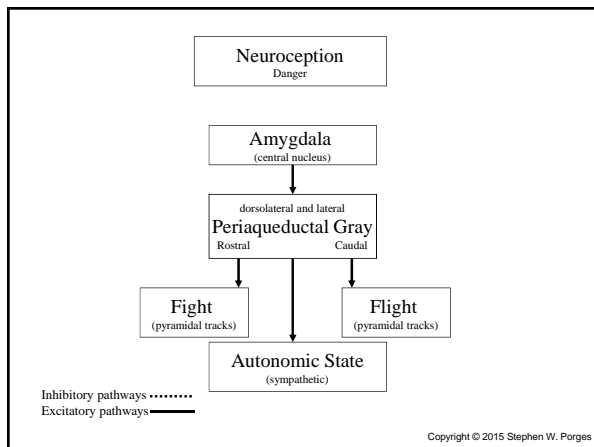 Neuroception
Danger
Amygdala
(central nucleus)
dorsolateral and lateral
Periaqueductal Gray
Rostral Caudal
Fight Flight
(pyramidal tracks) (pyramidal tracks)
Autonomic State
(sympathetic)
Inhibitory pathways
Excitatory pathways
Copyright © 2015 Stephen W. Porges